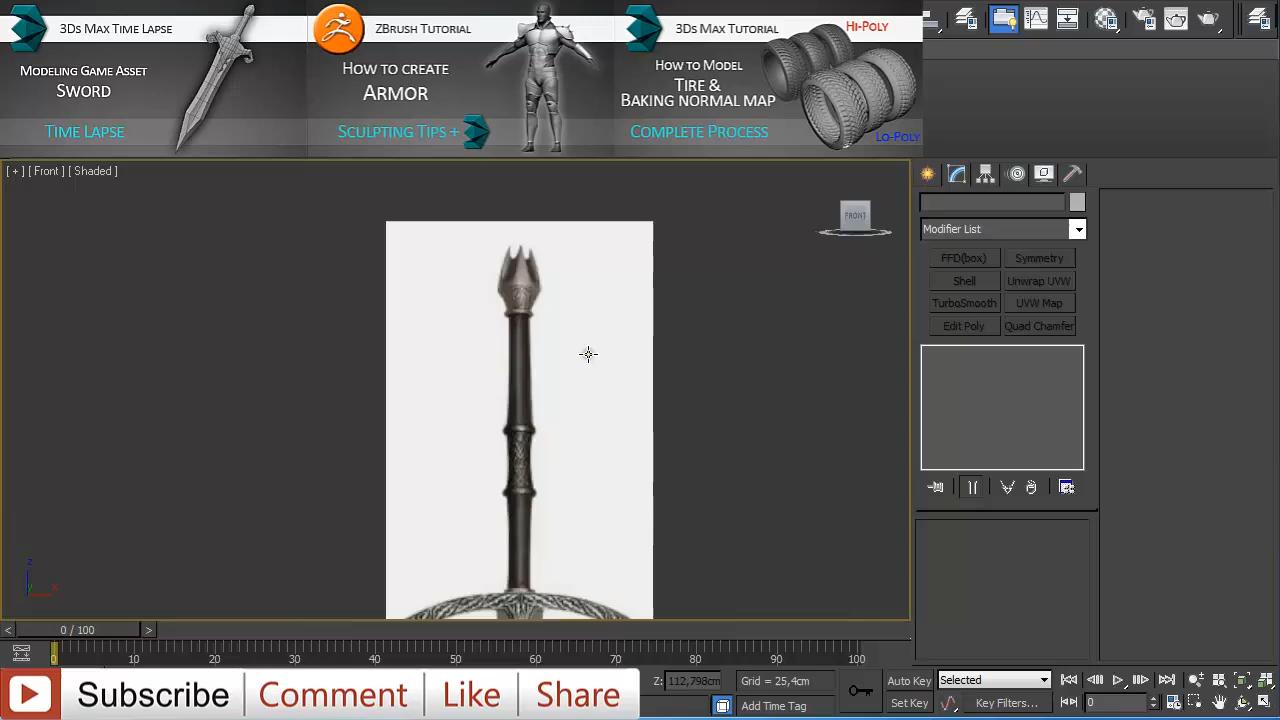 3Ds Max Time Lapse
Modeling Game Asset
Sword
Time Lapse
ZBrush Tutorial
How to create
Armor
Sculpting Tips +
3Ds Max Tutorial
Hi-Poly
How to Model
Tire &
Baking normal map
Complete Process
Lo-Poly
[ + ] [ Front ] [ Shaded ]
FRONT
Modifier List
FFD(box)
Symmetry
Shell
Unwrap UVW
TurboSmooth
UVW Map
Edit Poly
Quad Chamfer
z
y
x
< 0 / 100 >
0 10 20 30 40 50 60 70 80 90 100
Subscribe
Comment
Like
Share
Z: 112,798cm
Grid = 25,4cm
Add Time Tag
Auto Key
Selected
Set Key
Key Filters...
0